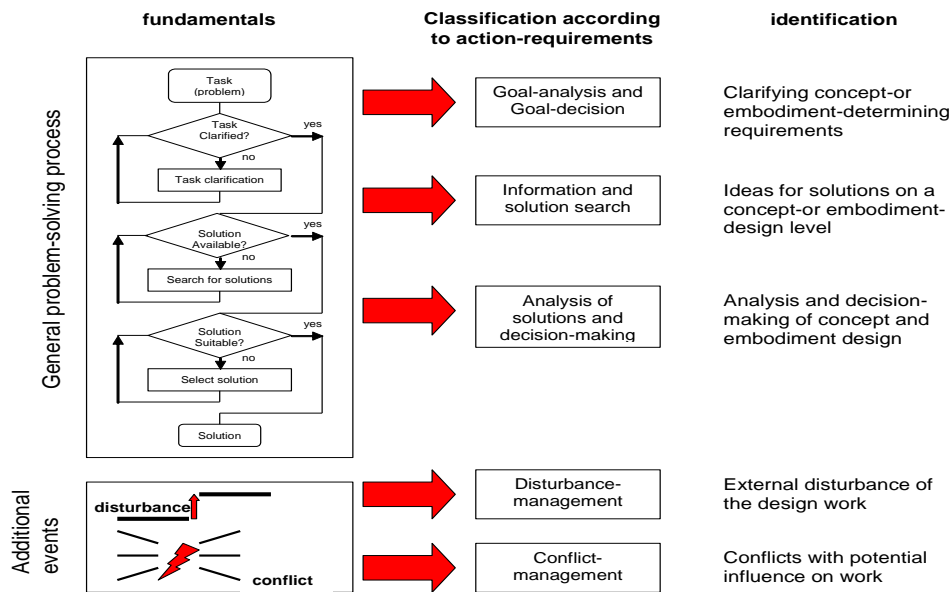 fundamentals
Classification according
to action-requirements
identification
General problem-solving process
Task
(problem)
Task
Clarified?
yes
no
Task clarification
Solution
Available?
yes
no
Search for solutions
Solution
Suitable?
yes
no
Select solution
Solution
Goal-analysis and
Goal-decision
Clarifying concept-or
embodiment-determining
requirements
Information and
solution search
Ideas for solutions on a
concept-or embodiment-
design level
Analysis of
solutions and
decision-making
Analysis and decision-
making of concept and
embodiment design
Additional
events
disturbance
conflict
Disturbance-
management
External disturbance of
the design work
Conflict-
management
Conflicts with potential
influence on work